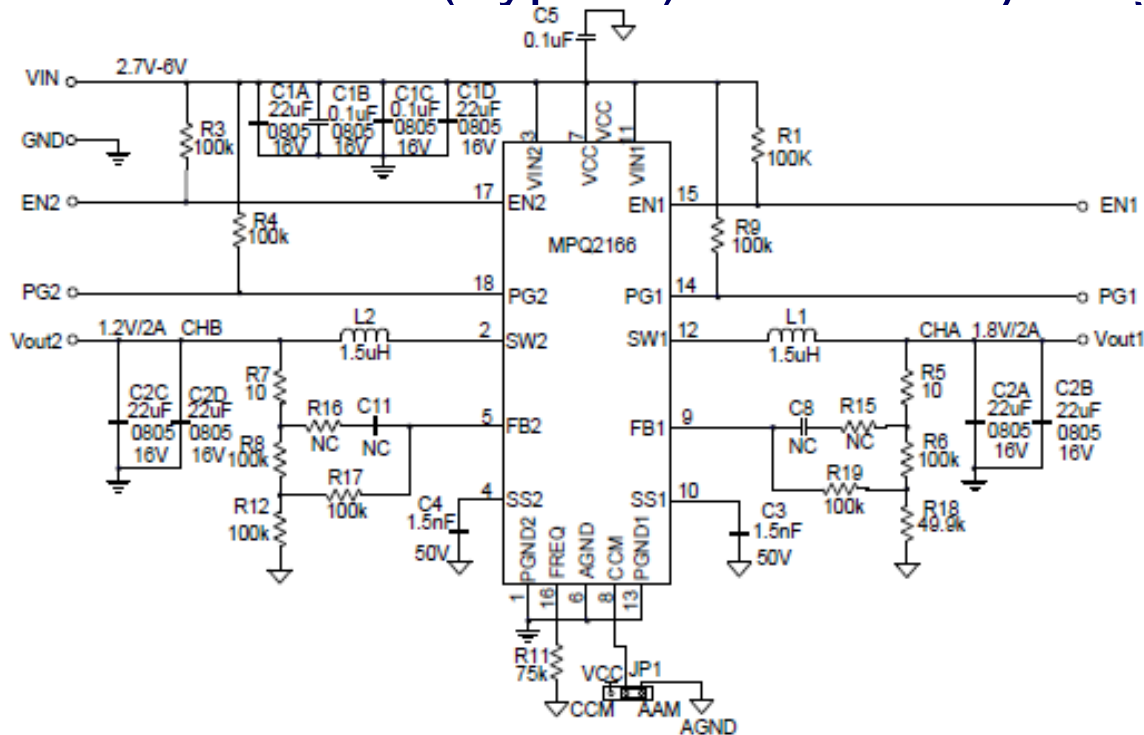 C5
0.1uF
VIN
2.7V-6V
C1A
22uF
0805
16V
C1B
0.1uF
0805
16V
C1C
0.1uF
0805
16V
C1D
22uF
0805
16V
GND
R3
100k
3
VIN2
7
VCC
VCC
11
VIN1
R1
100K
EN2
17
EN2
EN1
15
EN1
R4
100k
MPQ2166
R9
100k
PG2
18
PG2
PG1
14
PG1
Vout2
1.2V/2A
CHB
L2
1.5uH
2
SW2
SW1
12
L1
1.5uH
CHA
1.8V/2A
Vout1
C2C
22uF
0805
16V
C2D
22uF
0805
16V
R7
10
R16
NC
C11
NC
5
FB2
FB1
9
C8
NC
R15
NC
R5
10
C2A
22uF
0805
16V
C2B
22uF
0805
16V
R8
100k
R17
100k
R6
100k
R19
100k
R12
100k
C4
1.5nF
50V
4
SS2
SS1
10
C3
1.5nF
50V
R18
49.9k
PGND2
FREQ
AGND
CCM
PGND1
1
16
6
8
13
R11
75k
VCC
JP1
CCM
AAM
AGND